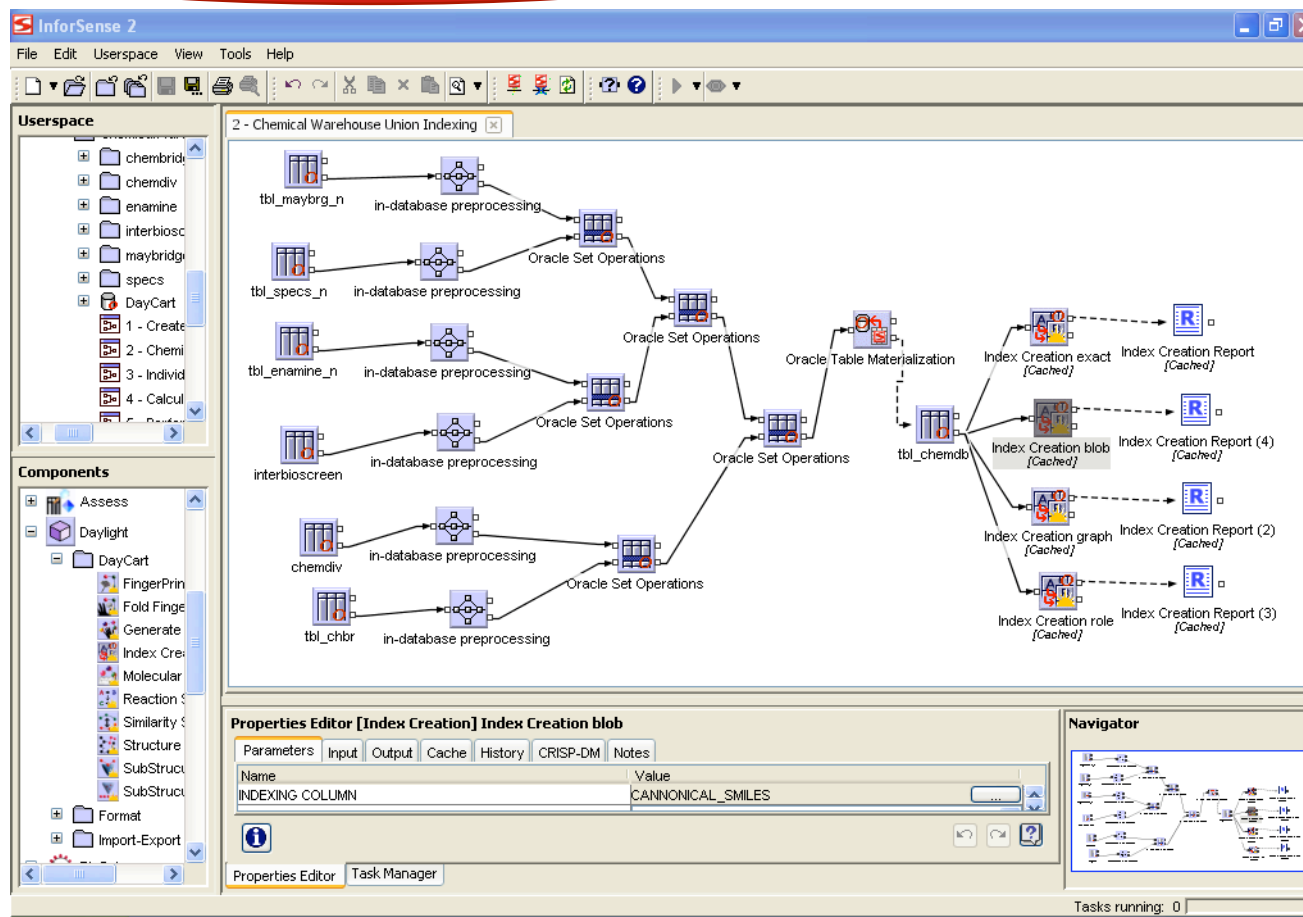 InforSense 2
File Edit Userspace View Tools Help
Userspace
chembrid
chemdiv
enamine
interbiosc
maybridg
specs
DayCart
1 - Create
2 - Chemi
3 - Individ
4 - Calcul
Components
Assess
Daylight
DayCart
FingerPrin
Fold Finge
Generate
Index Crea
Molecular
Reaction S
Similarity S
Structure
SubStruct
SubStruct
Format
Import-Export
2 - Chemical Warehouse Union Indexing
tbl_maybrg_n
in-database preprocessing
Oracle Set Operations
tbl_specs_n
in-database preprocessing
Oracle Set Operations
tbl_enamine_n
in-database preprocessing
Oracle Set Operations
interbioscreen
in-database preprocessing
Oracle Set Operations
chemdiv
in-database preprocessing
Oracle Set Operations
tbl_chbr
in-database preprocessing
Oracle Table Materialization
tbl_chemdb
Index Creation exact
[Cached]
R
Index Creation Report
[Cached]
Index Creation blob
[Cached]
R
Index Creation Report (4)
[Cached]
Index Creation graph
[Cached]
R
Index Creation Report (2)
[Cached]
Index Creation role
[Cached]
R
Index Creation Report (3)
[Cached]
Properties Editor [Index Creation] Index Creation blob
Parameters Input Output Cache History CRISP-DM Notes
Name Value
INDEXING COLUMN CANNONICAL_SMILES ...
Properties Editor Task Manager
Navigator
Tasks running: 0